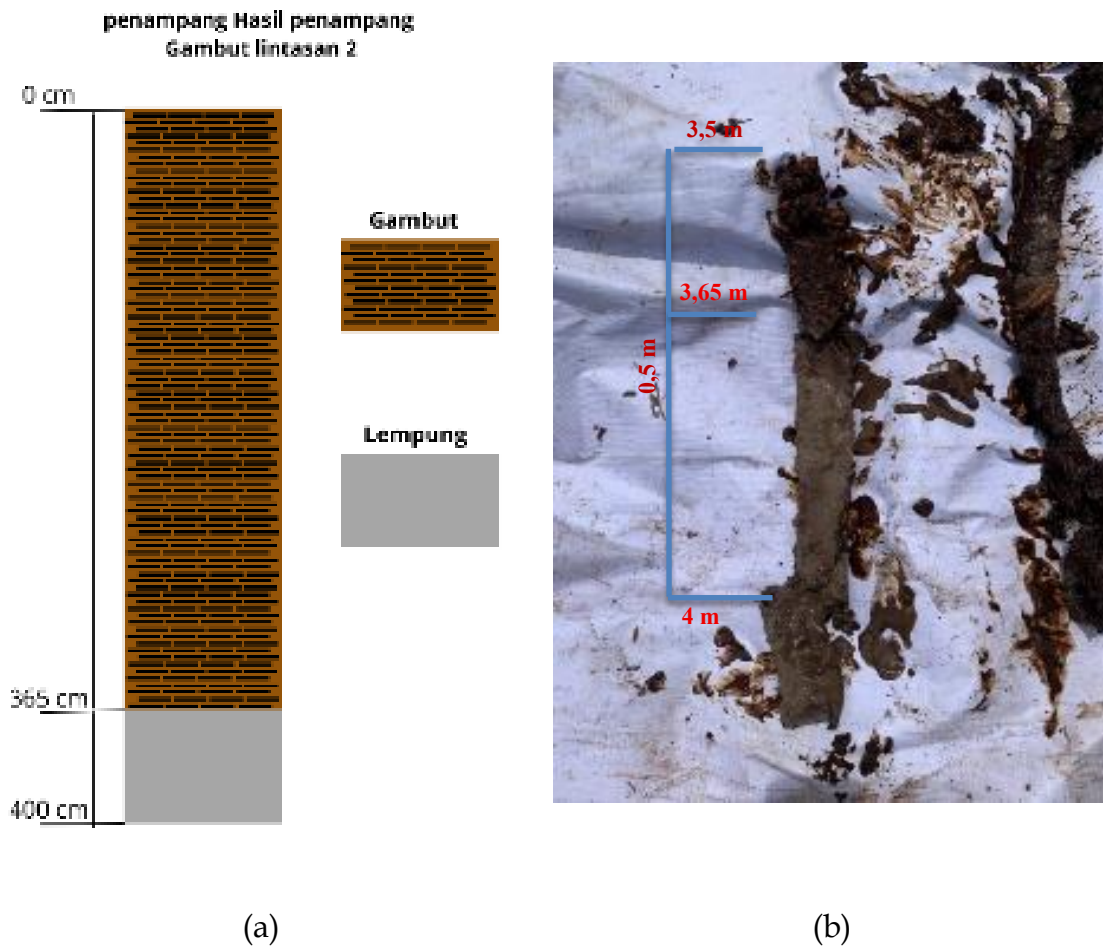 penampang Hasil penampang
Gambut lintasan 2
0 cm
Gambut
Lempung
365 cm
400 cm
3,5 m
3,65 m
0,5 m
4 m
(a)
(b)